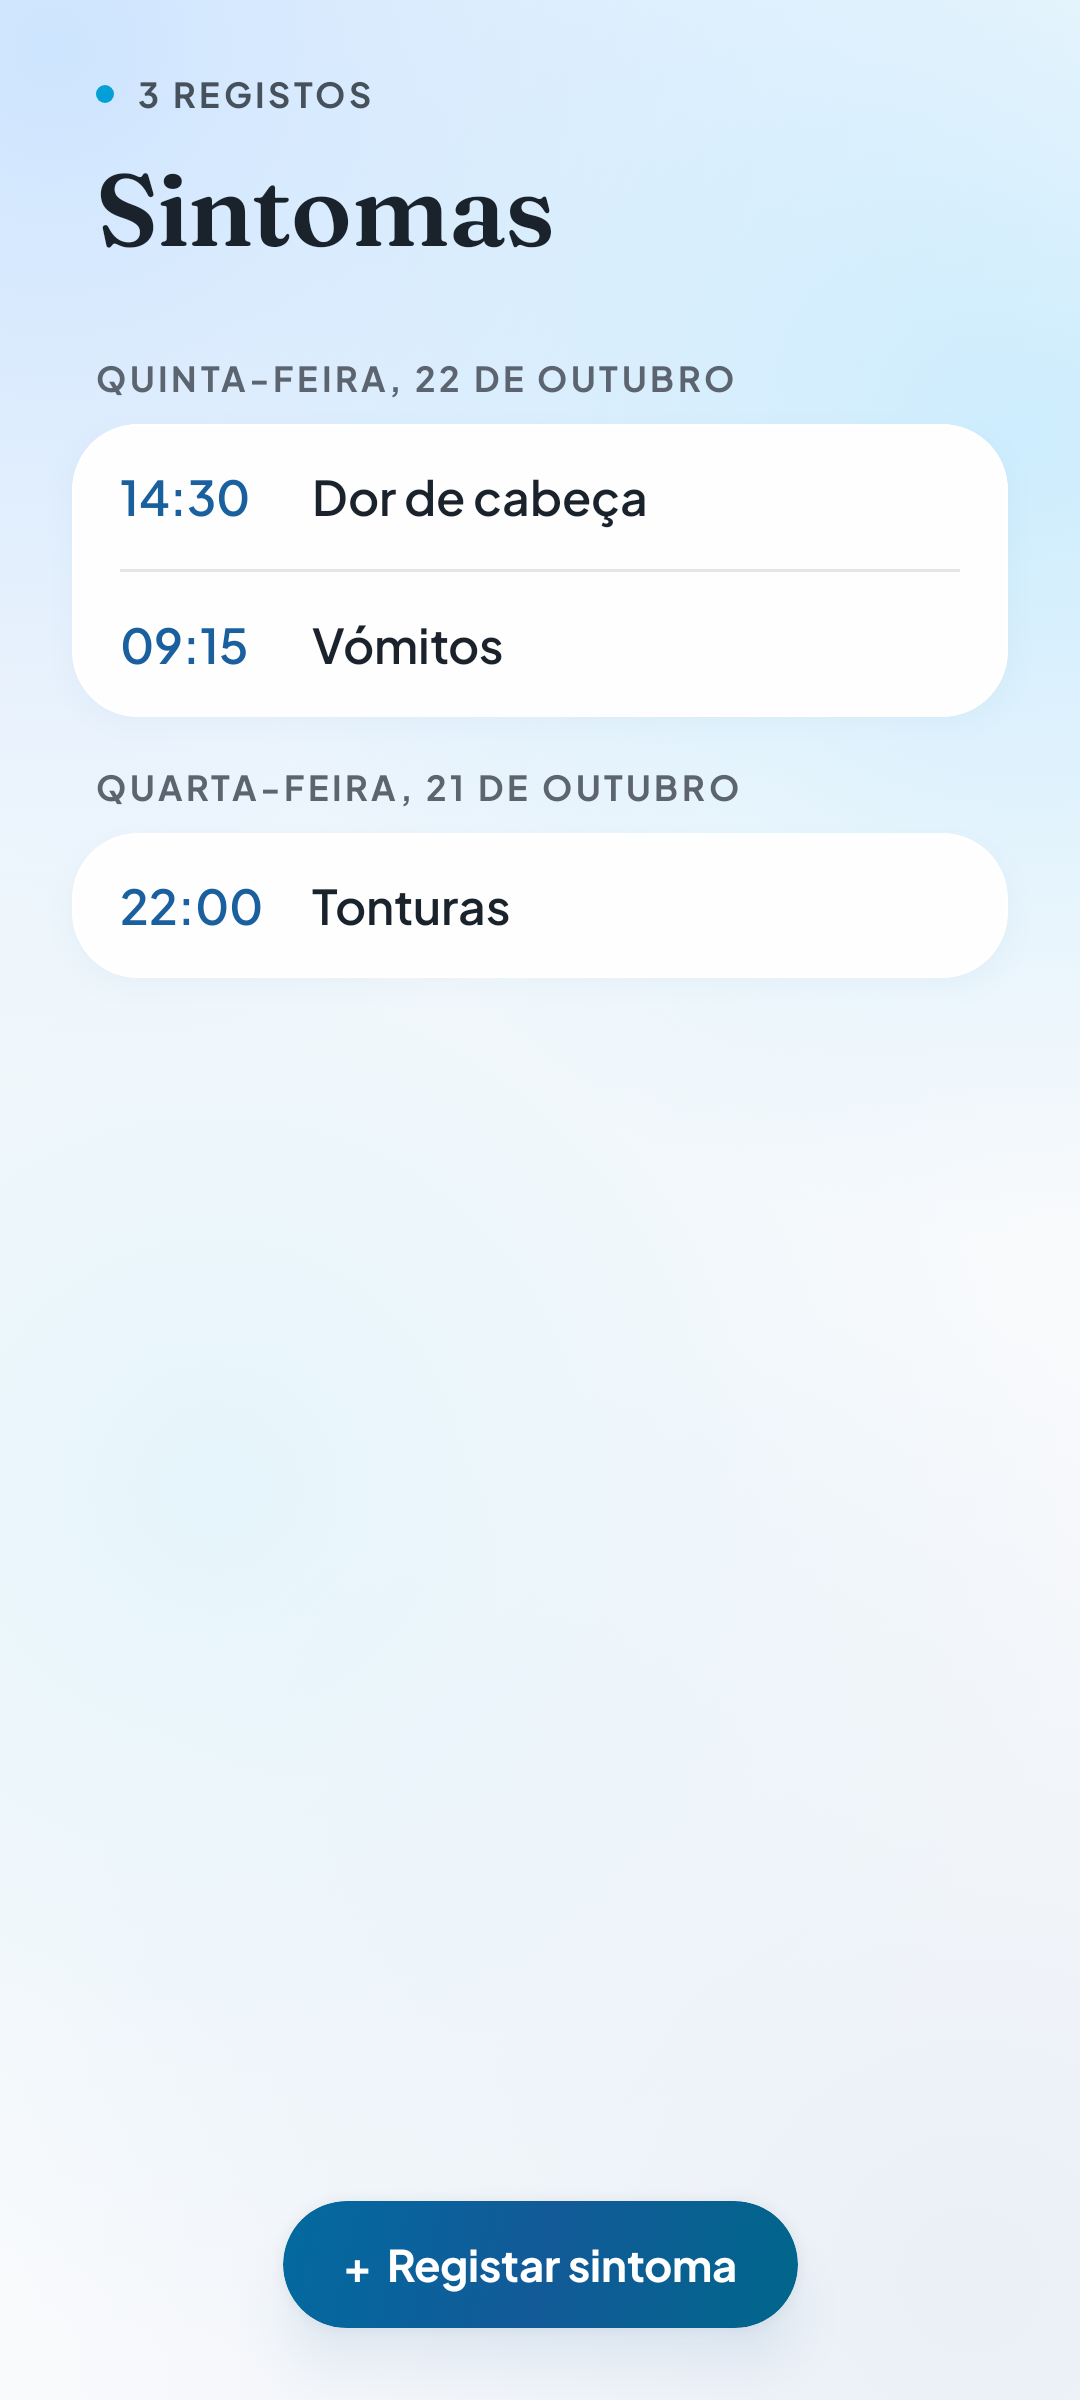 3 REGISTOS
Sintomas
QUINTA-FEIRA, 22 DE OUTUBRO
14:30 Dor de cabeça
09:15 Vómitos
QUARTA-FEIRA, 21 DE OUTUBRO
22:00 Tonturas
+ Registar sintoma